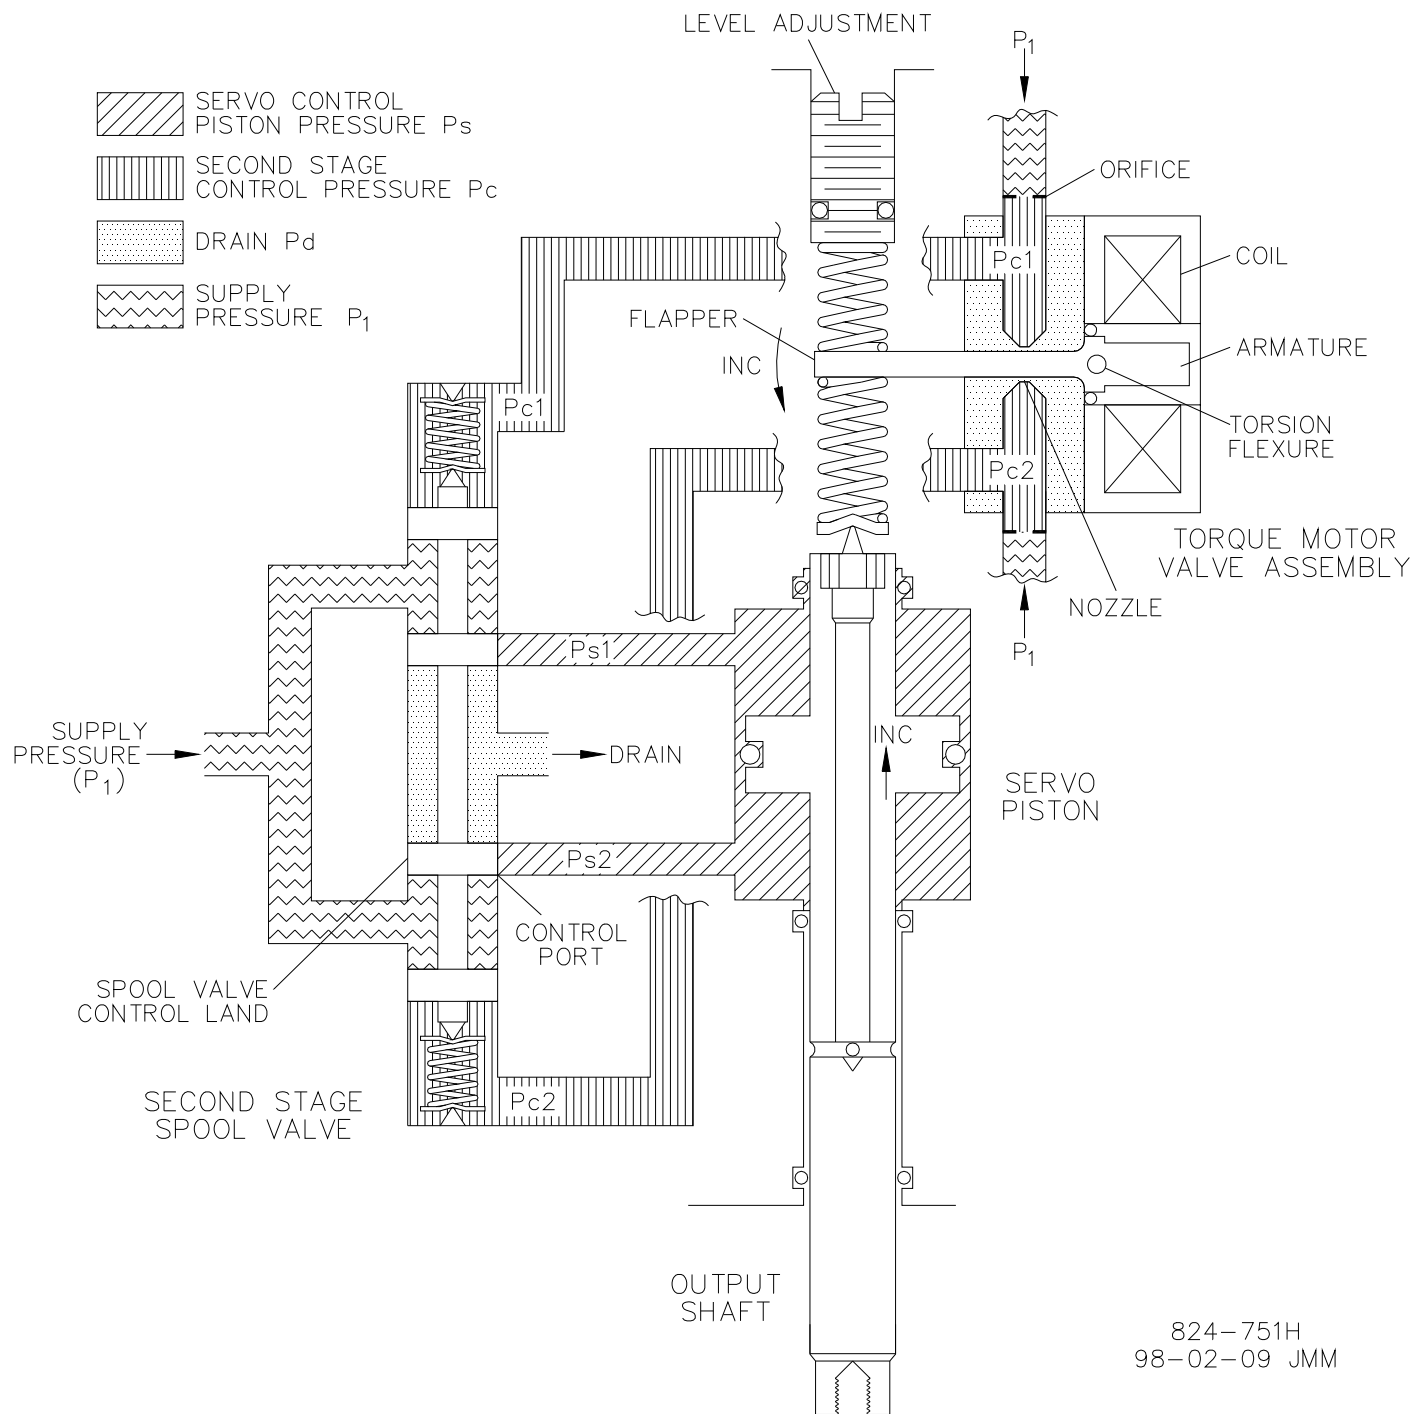 LEVEL ADJUSTMENT
P1
SERVO CONTROL
PISTON PRESSURE Ps
SECOND STAGE
CONTROL PRESSURE Pc
DRAIN Pd
SUPPLY
PRESSURE P1
ORIFICE
Pc1
COIL
FLAPPER
INC
ARMATURE
Pc1
TORSION
FLEXURE
Pc2
TORQUE MOTOR
VALVE ASSEMBLY
NOZZLE
P1
Ps1
SUPPLY
PRESSURE
(P1)
DRAIN
INC
SERVO
PISTON
Ps2
CONTROL
PORT
SPOOL VALVE
CONTROL LAND
SECOND STAGE
SPOOL VALVE
Pc2
OUTPUT
SHAFT
824-751H
98-02-09 JMM